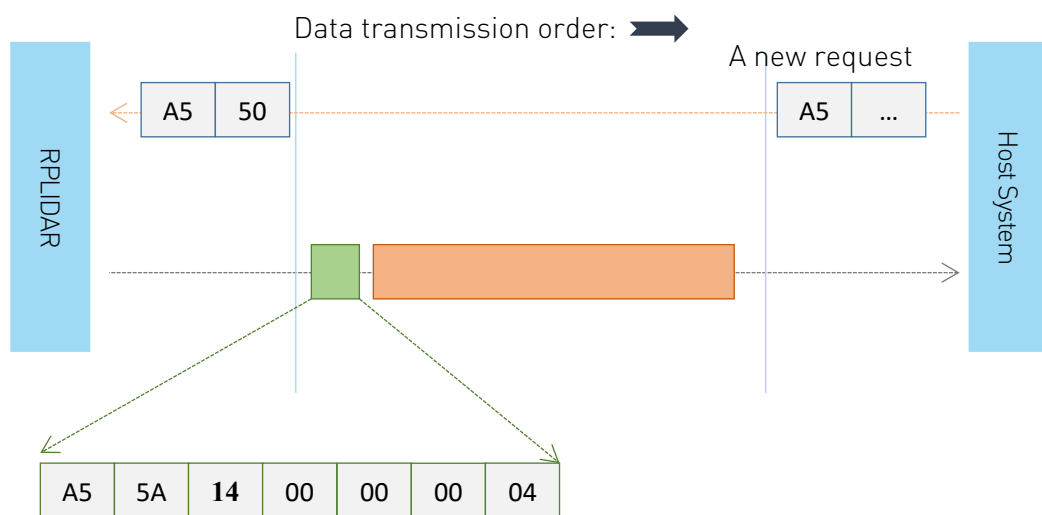 Data transmission order:
A new request
A5 50
A5 ...
RPLIDAR
Host System
A5 5A 14 00 00 00 04